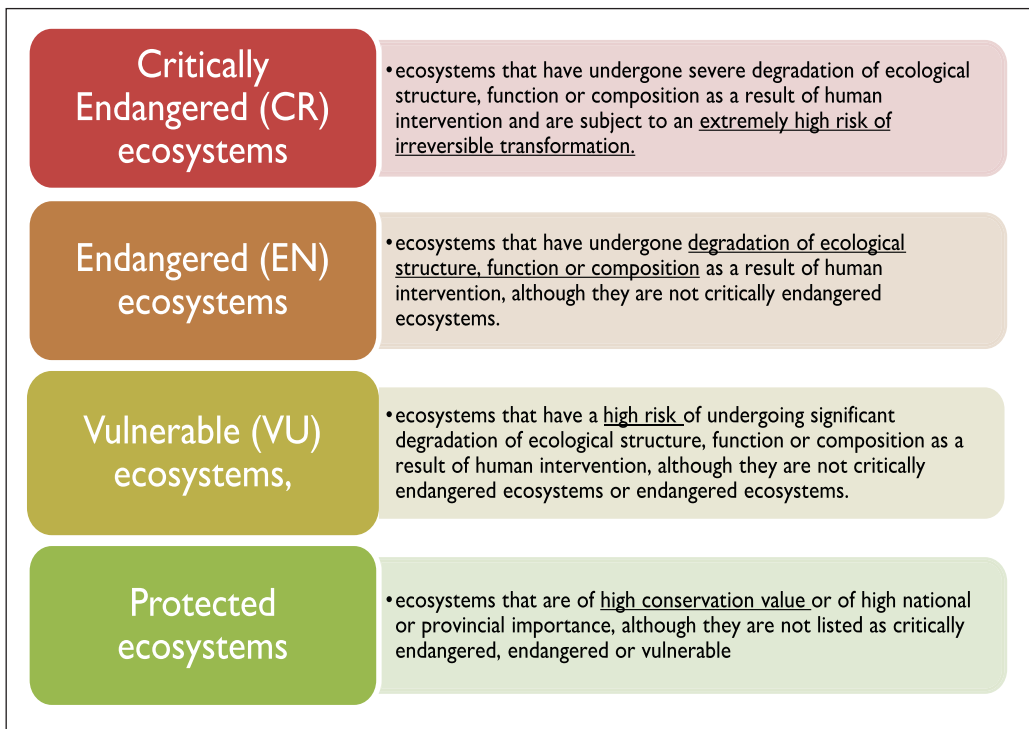 Critically
Endangered (CR)
ecosystems
•ecosystems that have undergone severe degradation of ecological
structure, function or composition as a result of human
intervention and are subject to an extremely high risk of
irreversible transformation.
Endangered (EN)
ecosystems
•ecosystems that have undergone degradation of ecological
structure, function or composition as a result of human
intervention, although they are not critically endangered
ecosystems.
Vulnerable (VU)
ecosystems,
•ecosystems that have a high risk of undergoing significant
degradation of ecological structure, function or composition as a
result of human intervention, although they are not critically
endangered ecosystems or endangered ecosystems.
Protected
ecosystems
•ecosystems that are of high conservation value or of high national
or provincial importance, although they are not listed as critically
endangered, endangered or vulnerable